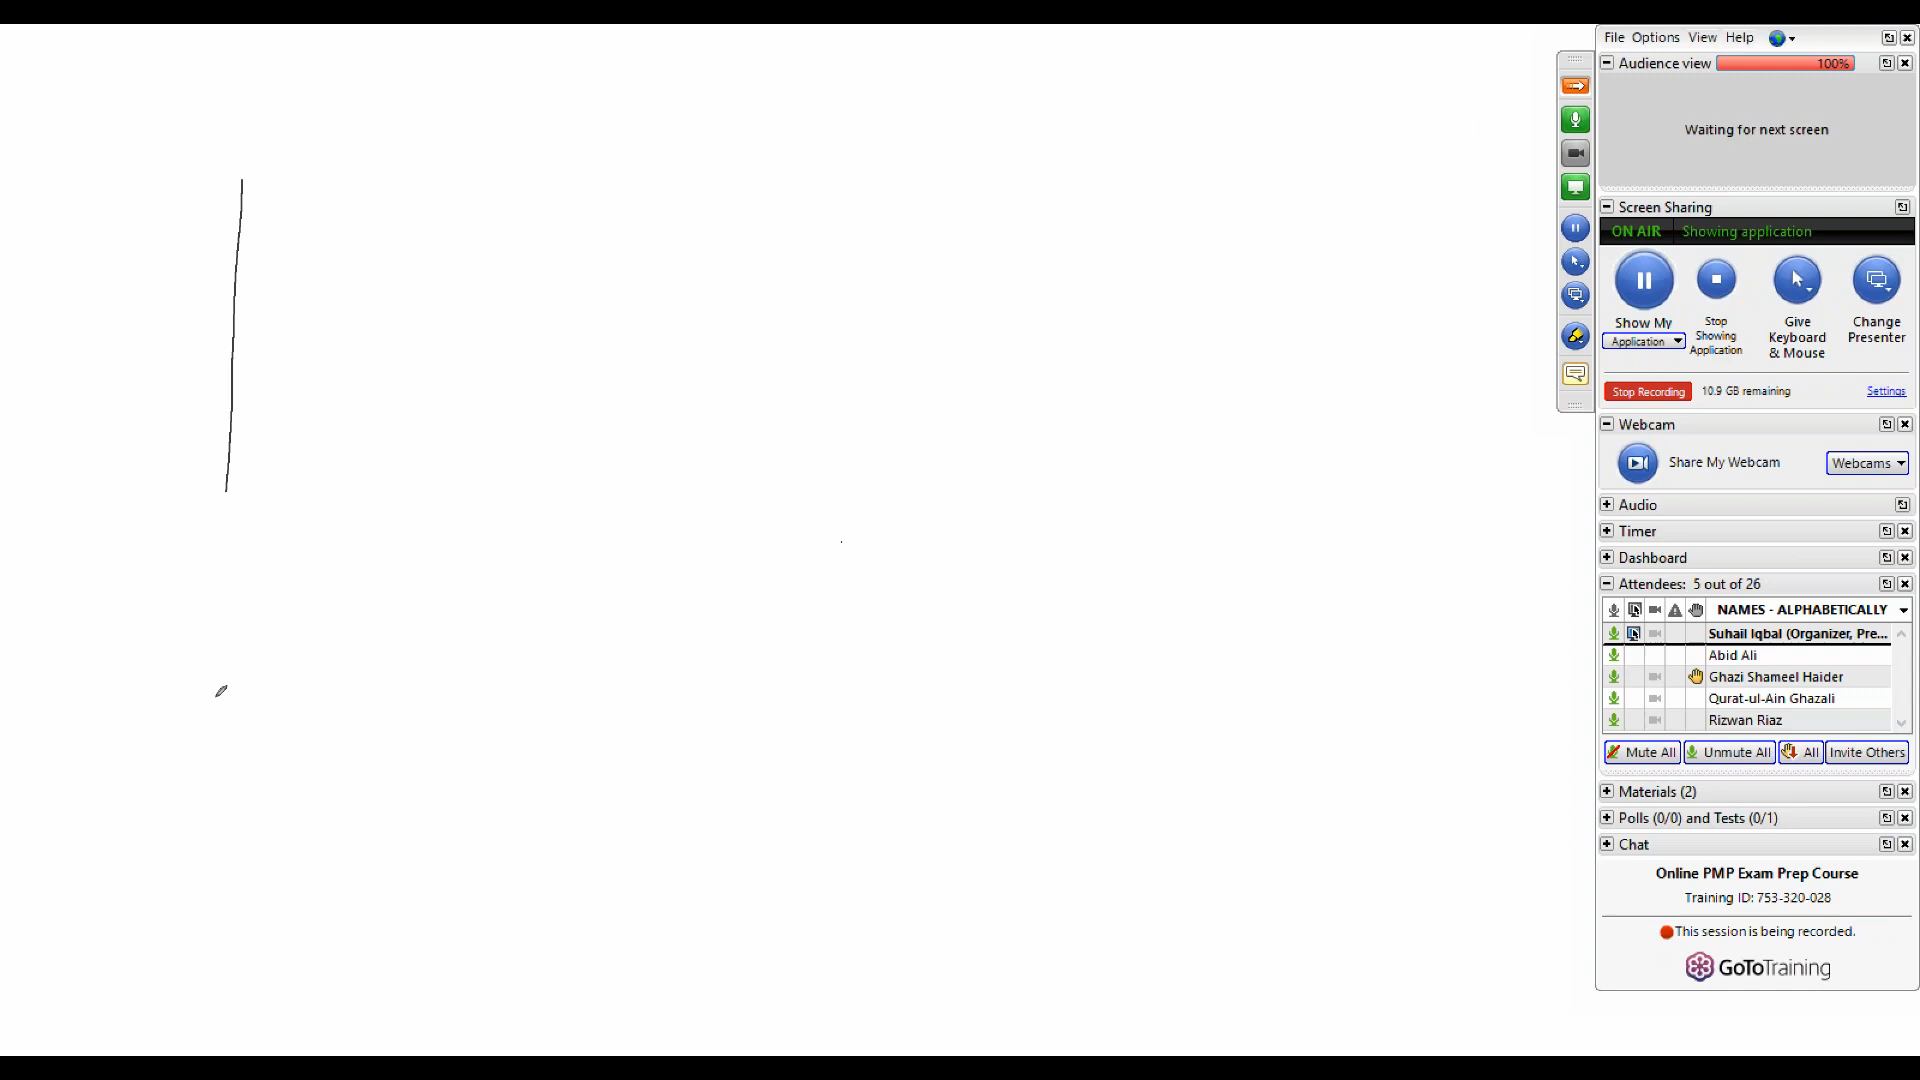 File Options View Help
Audience view 100%
Waiting for next screen
Screen Sharing
ON AIR Showing application
Show My
Application
Stop
Showing
Application
Give
Keyboard
& Mouse
Change
Presenter
Stop Recording 10.9 GB remaining Settings
Webcam
Share My Webcam Webcams
Audio
Timer
Dashboard
Attendees: 5 out of 26
NAMES - ALPHABETICALLY
Suhail Iqbal (Organizer, Pre...
Abid Ali
Ghazi Shameel Haider
Qurat-ul-Ain Ghazali
Rizwan Riaz
Mute All Unmute All All Invite Others
Materials (2)
Polls (0/0) and Tests (0/1)
Chat
Online PMP Exam Prep Course
Training ID: 753-320-028
This session is being recorded.
GoToTraining